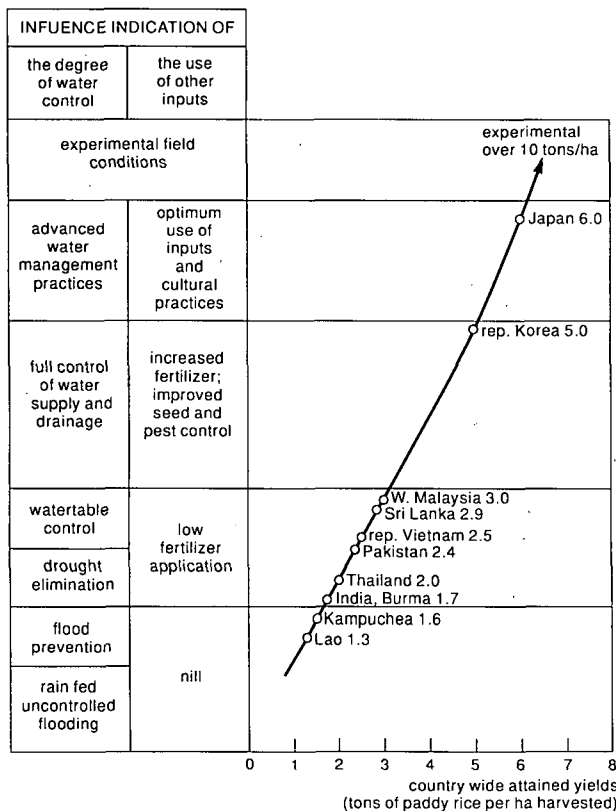 INFUENCE INDICATION OF
the degree
of water
control
the use
of other
inputs
experimental field
conditions
experimental
over 10 tons/ha
advanced
water
management
practices
optimum
use of
inputs
and
cultural
practices
Japan 6.0
full control
of water
supply and
drainage
increased
fertilizer;
improved
seed and
pest control
rep. Korea 5.0
watertable
control
drought
elimination
low
fertilizer
application
W. Malaysia 3.0
Sri Lanka 2.9
rep. Vietnam 2.5
Pakistan 2.4
Thailand 2.0
India, Burma 1.7
flood
prevention
rain fed
uncontrolled
flooding
nill
Kampuchea 1.6
Lao 1.3
0 1 2 3 4 5 6 7 8
country wide attained yields
(tons of paddy rice per ha harvested)